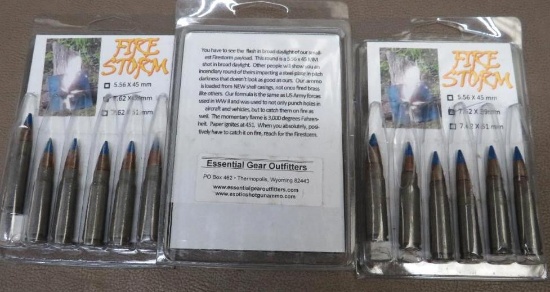 FIRE
STORM
5.56 X 45 mm
7.62 X 51 mm
You have to see the flash in broad daylight of our
Firestorm payload. This round is a 5.56 x 45 MM
shot in broad daylight. Other people will show you an
incendiary round of theirs impacting a steel plate in pitch
darkness that doesn't look as good as ours. Our ammo
is loaded from NEW shell casings, not once fired brass
like others. Our formula is the same as US Army forces
used in WW II and was used to not only punch holes in
aircraft and vehicles, but to catch them on fire as
well. The momentary flame is 3,000 degrees Fahren-
heit. Paper ignites at 451. When you absolutely, posi-
tively have to catch it on fire, reach for the Firestorm.
Essential Gear Outfitters
PO Box 462 - Thermopolis, Wyoming 82443
www.essentialgearoutfitters.com
www.exoticshotgunammo.com
FIRE
STORM
5.56 X 45 mm
7.62 X 39mm
7.62 X 51 mm